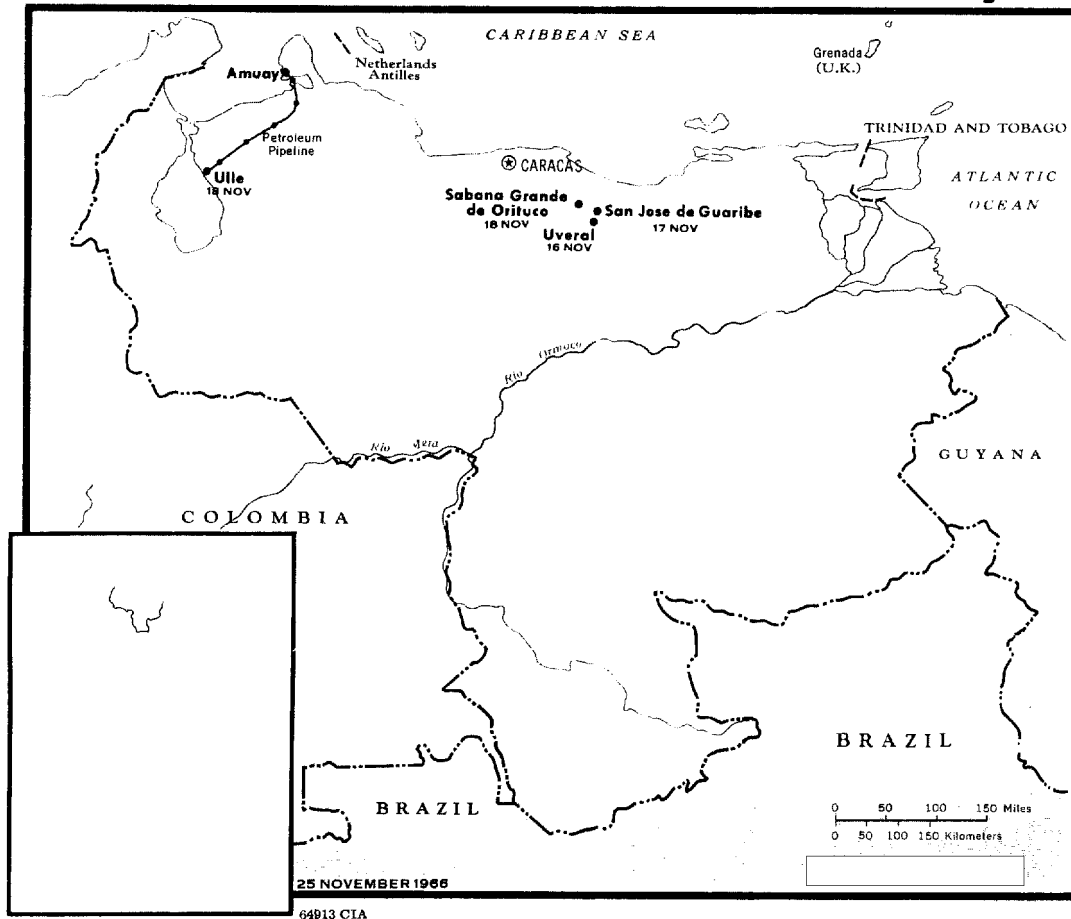 CARIBBEAN SEA
Grenada
(U.K.)
Netherlands
Antilles
Amuay
Petroleum
Pipeline
Ulle
18 NOV
CARACAS
TRINIDAD AND TOBAGO
ATLANTIC
OCEAN
Sabana Grande
de Orituco
18 NOV
San Jose de Guaribe
17 NOV
Uveral
16 NOV
Rio Orinoco
Rio Meta
GUYANA
COLOMBIA
BRAZIL
BRAZIL
0 50 100 150 Miles
0 50 100 150 Kilometers
25 NOVEMBER 1966
64913 CIA